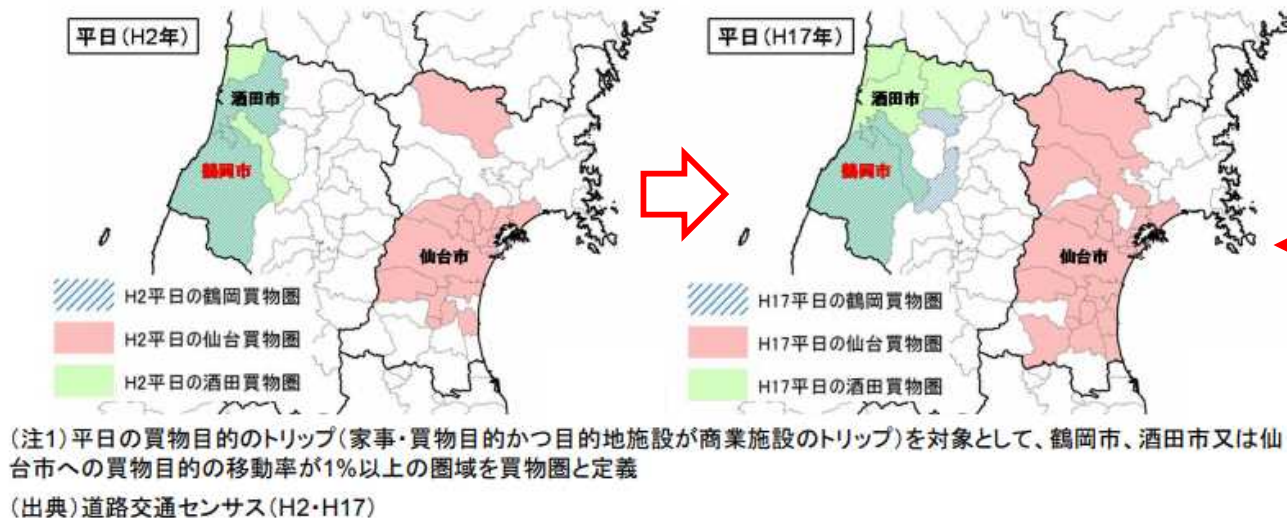 平日(H2年)
酒田市
鶴岡市
仙台市
H2平日の鶴岡買物圏
H2平日の仙台買物圏
H2平日の酒田買物圏
平日(H17年)
酒田市
鶴岡市
仙台市
H17平日の鶴岡買物圏
H17平日の仙台買物圏
H17平日の酒田買物圏
(注1)平日の買物目的のトリップ(家事・買物目的かつ目的地施設が商業施設のトリップ)を対象として、鶴岡市、酒田市又は仙
台市への買物目的の移動率が1%以上の圏域を買物圏と定義
(出典)道路交通センサス(H2・H17)